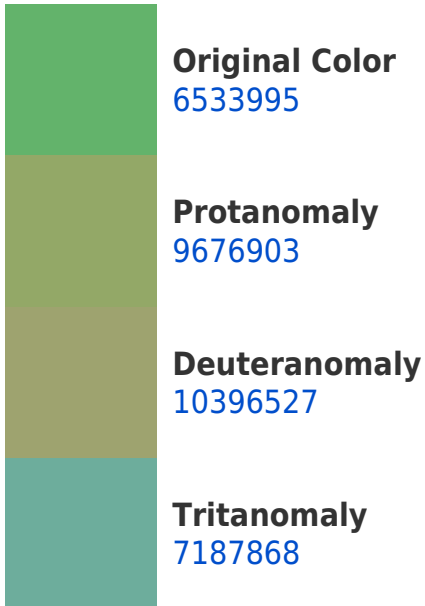 Original Color
6533995
Protanomaly
9676903
Deuteranomaly
10396527
Tritanomaly
7187868